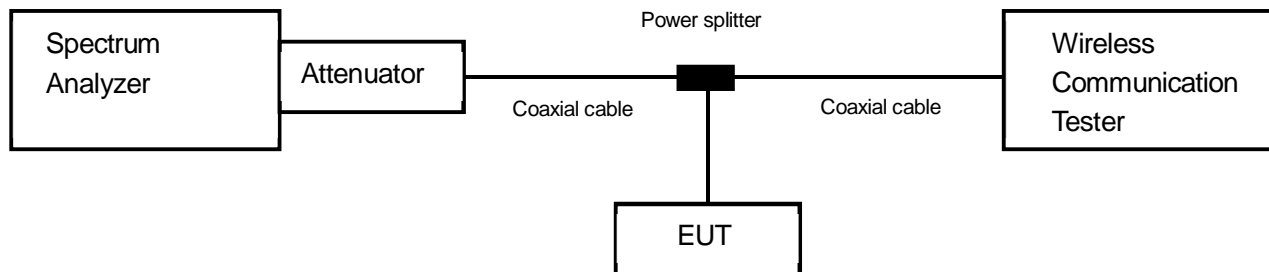 Power splitter
Spectrum
Analyzer
Attenuator
Wireless
Communication
Tester
Coaxial cable
Coaxial cable
EUT